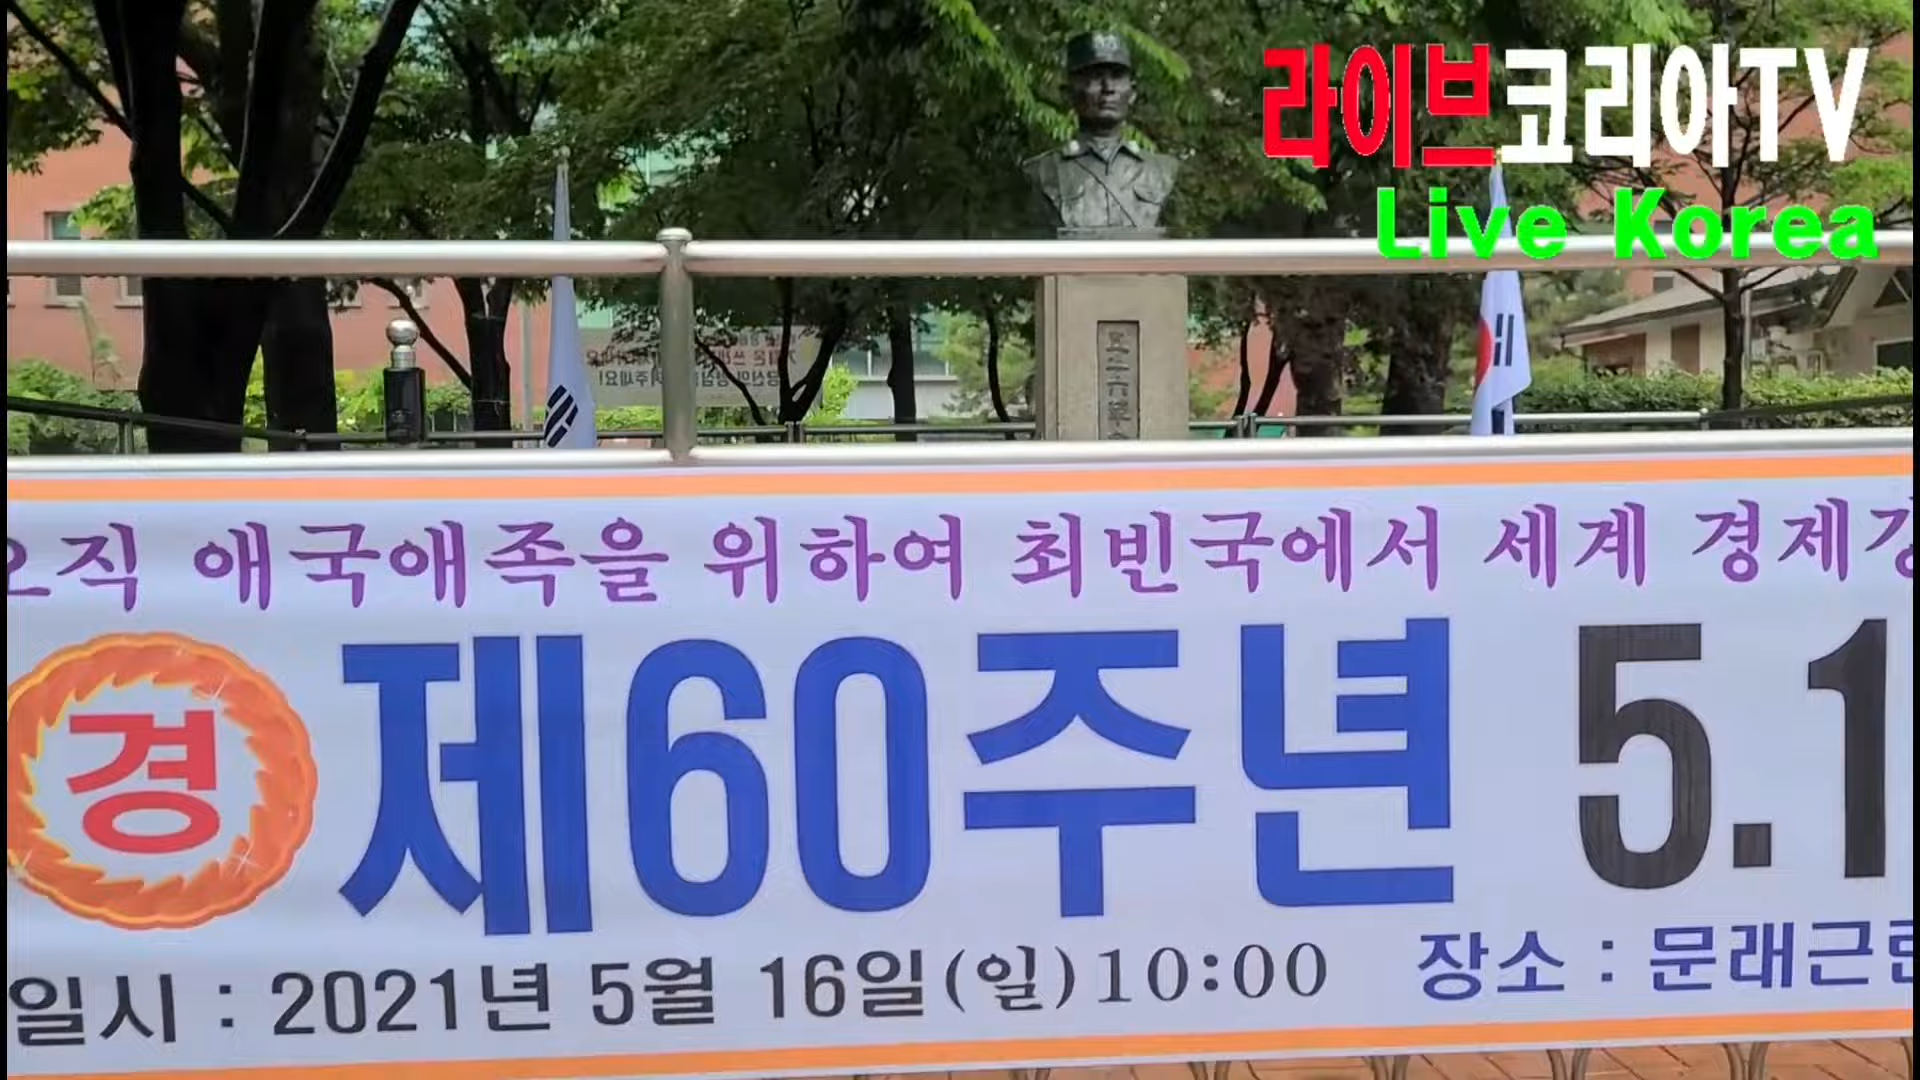 라이브코리아TV
Live Korea
오직 애국애족을 위하여 최빈국에서 세계 경제강
경 제60주년 5.1
일시 : 2021년 5월 16일(일)10:00 장소 : 문래근린